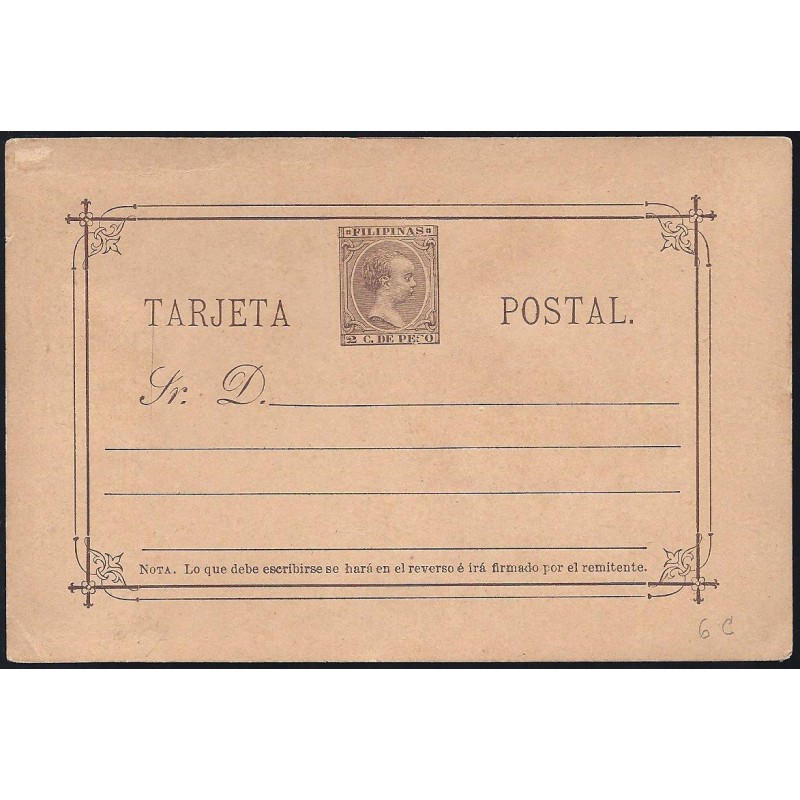 FILIPINAS
TARJETA POSTAL.
2 C. DE PESO
Sr. D.
NOTA. Lo que debe escribirse se hará en el reverso é irá firmado por el remitente.
6 C